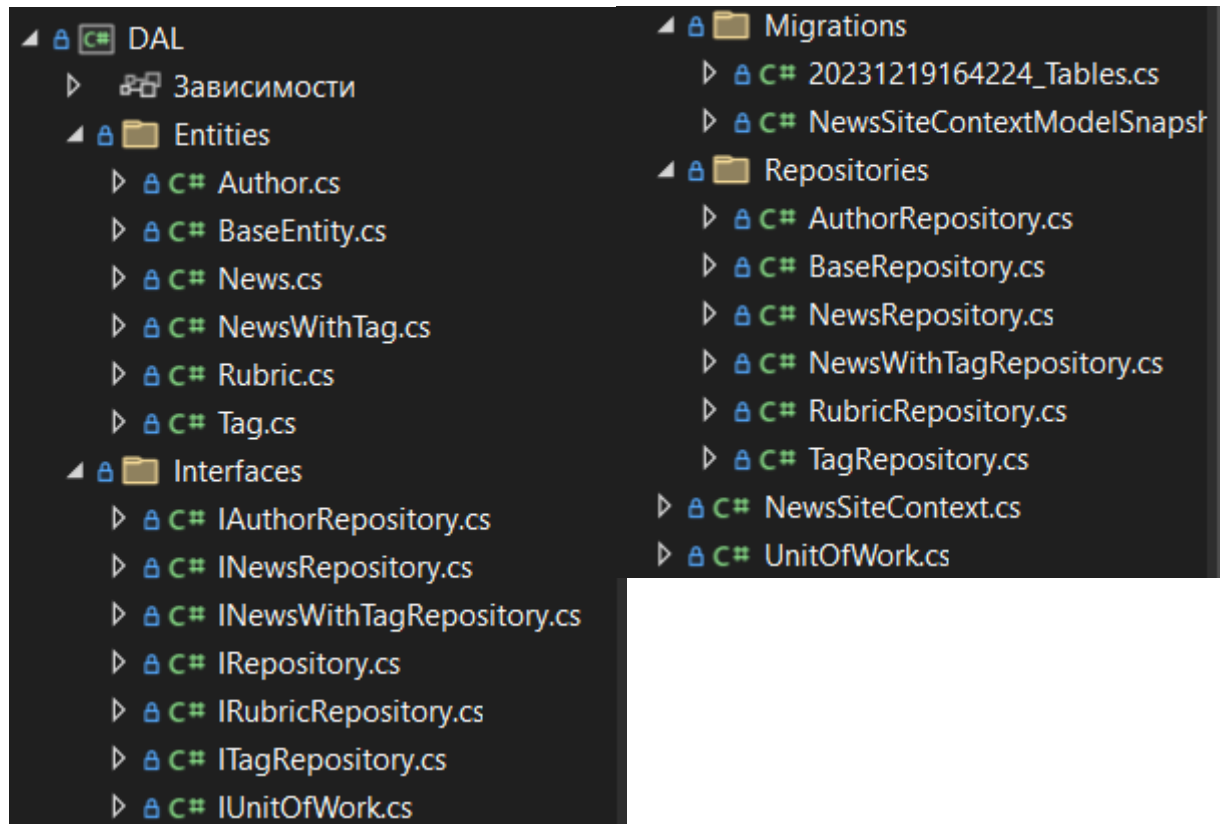 C# DAL
Зависимости
Entities
C# Author.cs
C# BaseEntity.cs
C# News.cs
C# NewsWithTag.cs
C# Rubric.cs
C# Tag.cs
Interfaces
C# IAuthorRepository.cs
C# INewsRepository.cs
C# INewsWithTagRepository.cs
C# IRepository.cs
C# IRubricRepository.cs
C# ITagRepository.cs
C# IUnitOfWork.cs
Migrations
C# 20231219164224_Tables.cs
C# NewsSiteContextModelSnapsh
Repositories
C# AuthorRepository.cs
C# BaseRepository.cs
C# NewsRepository.cs
C# NewsWithTagRepository.cs
C# RubricRepository.cs
C# TagRepository.cs
C# NewsSiteContext.cs
C# UnitOfWork.cs